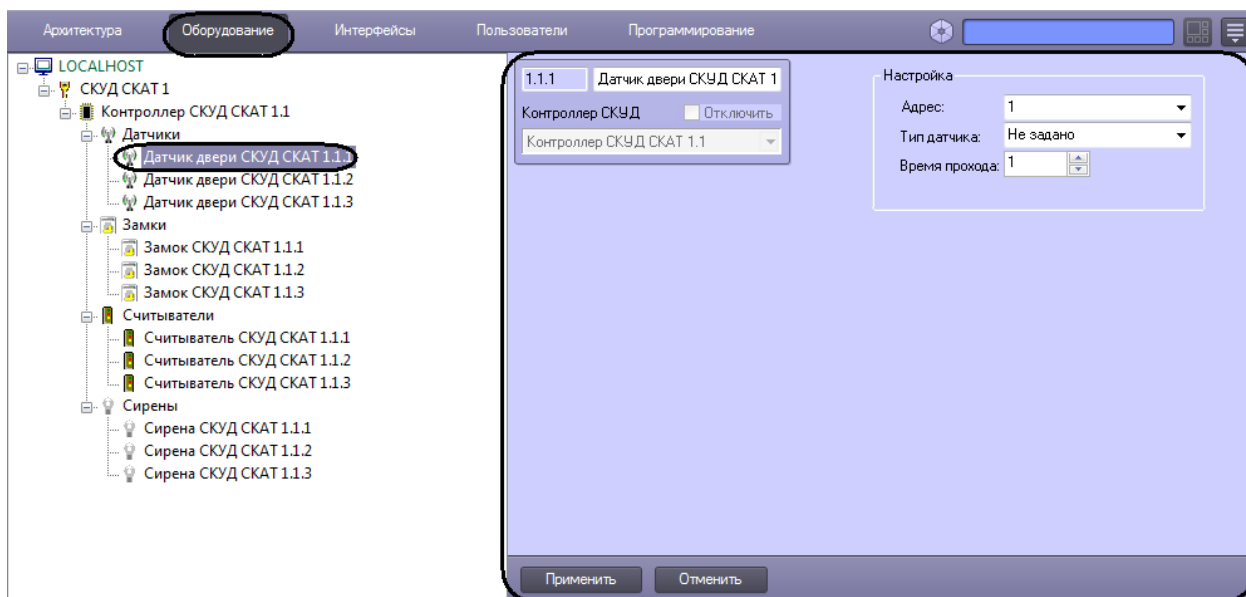 Архитектура Оборудование Интерфейсы Пользователи Программирование
LOCALHOST
СКУД СКАТ 1
Контроллер СКУД СКАТ 1.1
Датчики
Датчик двери СКУД СКАТ 1.1.1
Датчик двери СКУД СКАТ 1.1.2
Датчик двери СКУД СКАТ 1.1.3
Замки
Замок СКУД СКАТ 1.1.1
Замок СКУД СКАТ 1.1.2
Замок СКУД СКАТ 1.1.3
Считыватели
Считыватель СКУД СКАТ 1.1.1
Считыватель СКУД СКАТ 1.1.2
Считыватель СКУД СКАТ 1.1.3
Сирены
Сирена СКУД СКАТ 1.1.1
Сирена СКУД СКАТ 1.1.2
Сирена СКУД СКАТ 1.1.3
1.1.1 Датчик двери СКУД СКАТ 1
Контроллер СКУД Отключить
Контроллер СКУД СКАТ 1.1
Настройка
Адрес: 1
Тип датчика: Не задано
Время прохода: 1
Применить Отменить